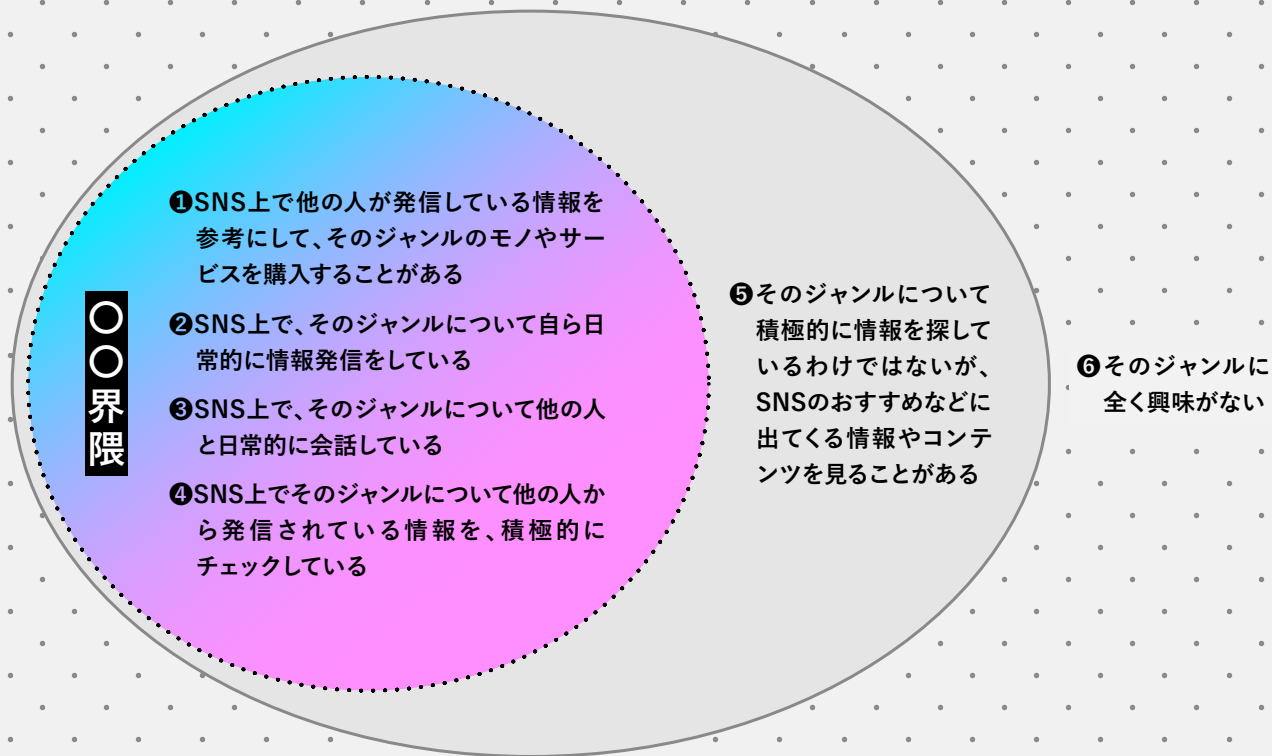 〇〇界隈
❶SNS上で他の人が発信している情報を
参考にして、そのジャンルのモノやサー
ビスを購入することがある
❷SNS上で、そのジャンルについて自ら日
常的に情報発信をしている
❸SNS上で、そのジャンルについて他の人
と日常的に会話している
❹SNS上でそのジャンルについて他の人か
ら発信されている情報を、積極的に
チェックしている
❺そのジャンルについて
積極的に情報を探して
いるわけではないが、
SNSのおすすめなどに
出てくる情報やコンテ
ンツを見ることがある
❻そのジャンルに
全く興味がない